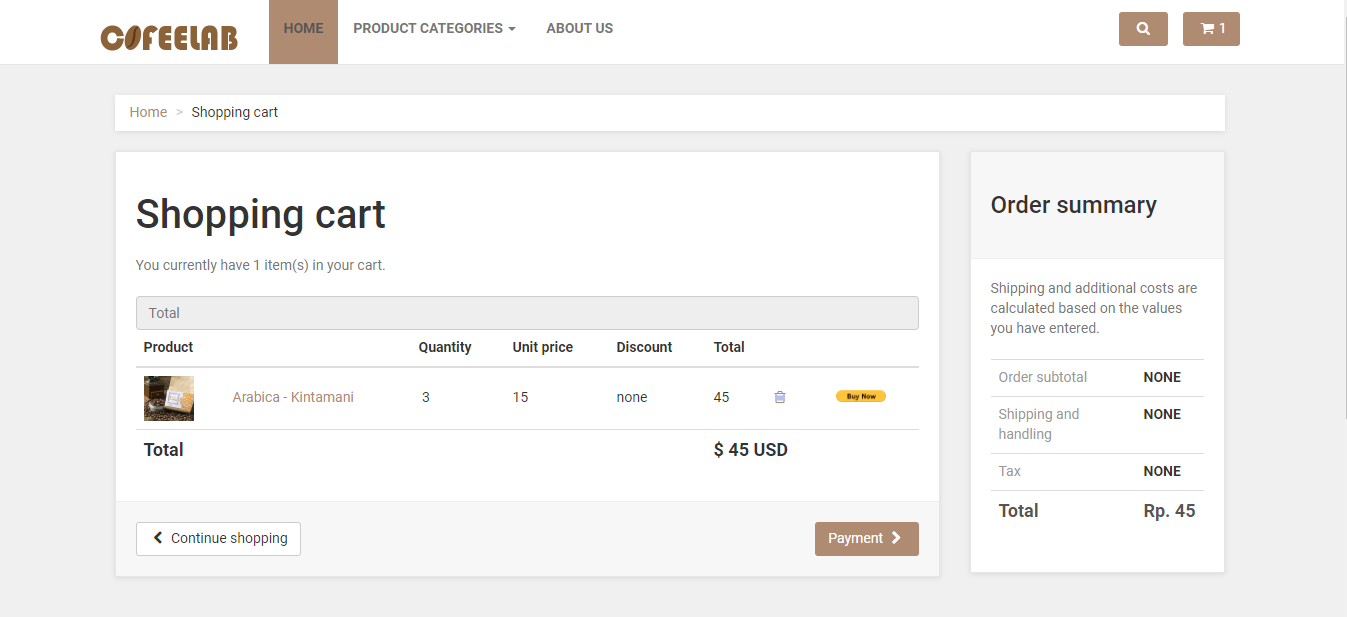 COFEELAB
HOME
PRODUCT CATEGORIES
ABOUT US
1
Home > Shopping cart
Shopping cart
You currently have 1 item(s) in your cart.
Total
Product Quantity Unit price Discount Total
Arabica - Kintamani 3 15 none 45 Buy Now
Total $ 45 USD
Continue shopping
Payment
Order summary
Shipping and additional costs are
calculated based on the values
you have entered.
Order subtotal NONE
Shipping and NONE
handling
Tax NONE
Total Rp. 45